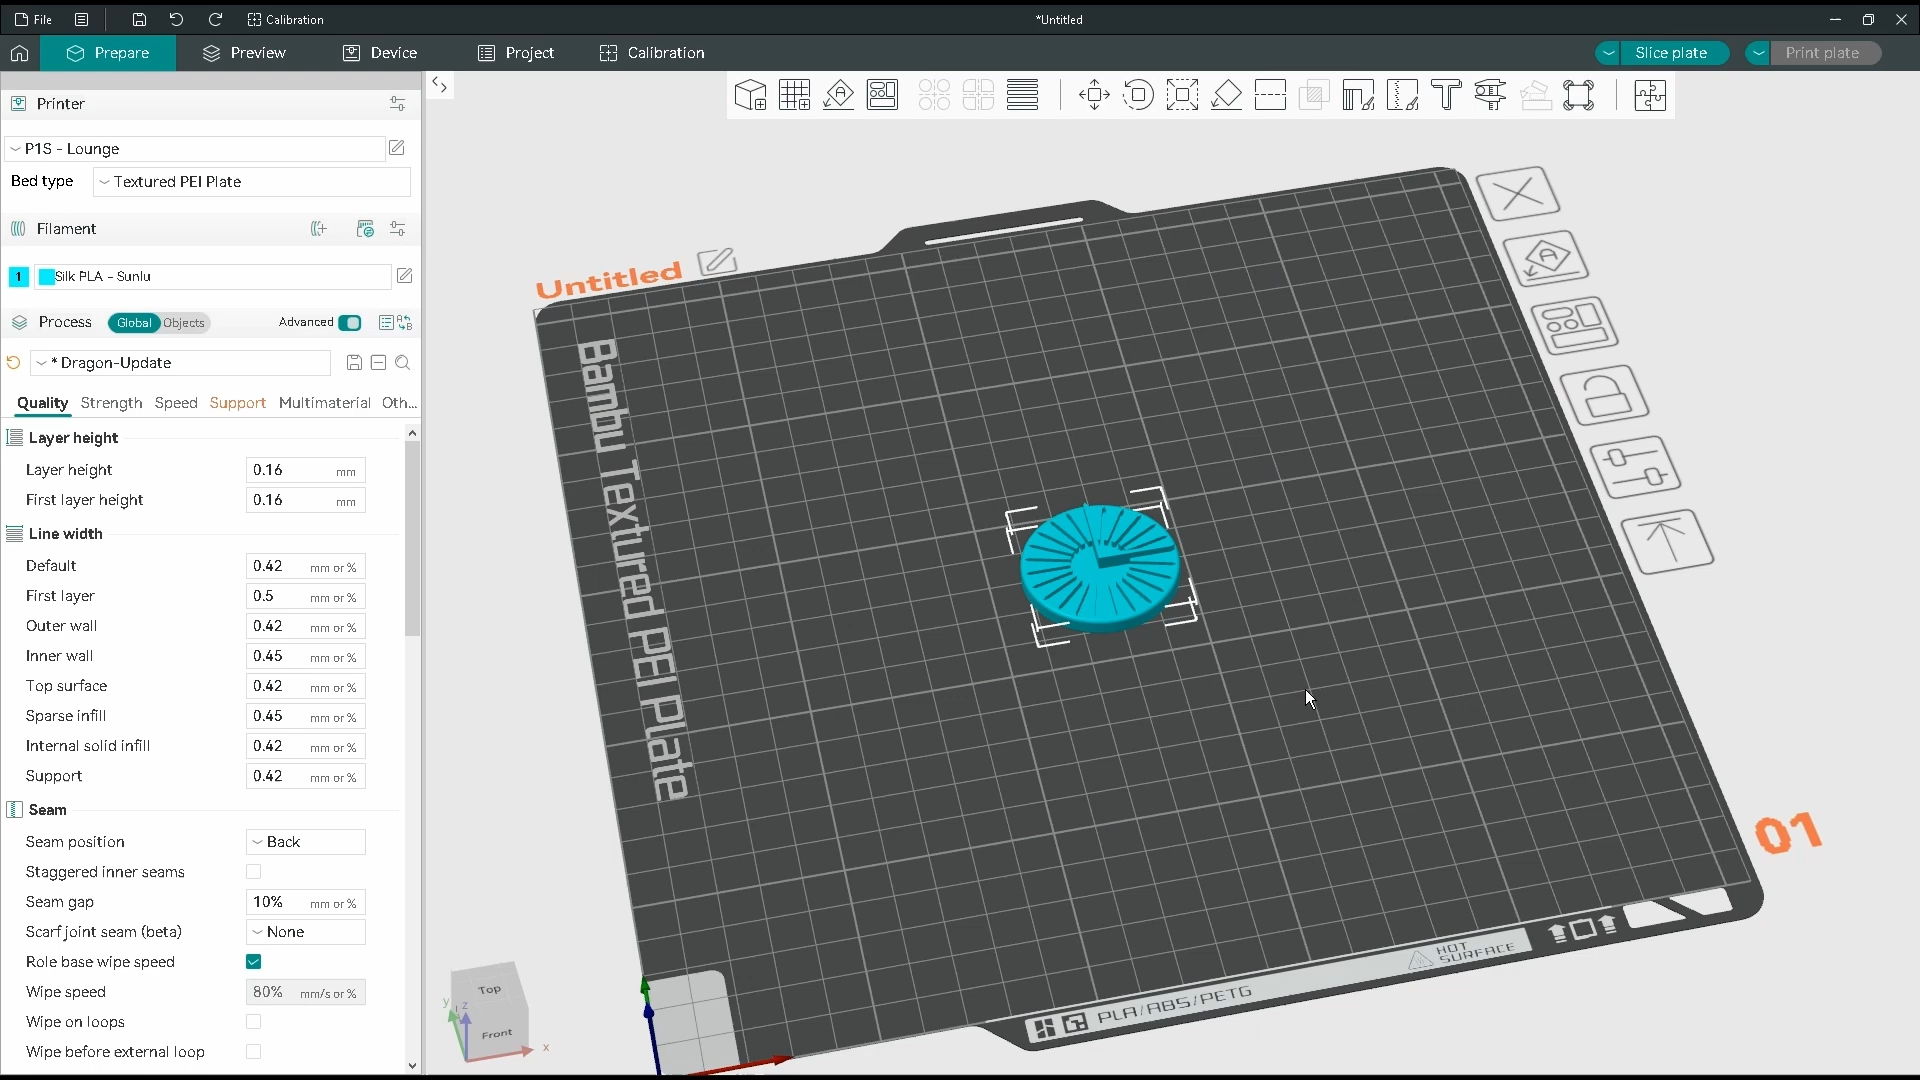 File
Calibration
*Untitled
Prepare
Preview
Device
Project
Calibration
Slice plate
Print plate
Printer
P1S - Lounge
Bed type
Textured PEI Plate
Filament
1
Silk PLA - Sunlu
Process
Global
Objects
Advanced
* Dragon-Update
Quality
Strength
Speed
Support
Multimaterial
Oth...
Layer height
Layer height 0.16 mm
First layer height 0.16 mm
Line width
Default 0.42 mm or %
First layer 0.5 mm or %
Outer wall 0.42 mm or %
Inner wall 0.45 mm or %
Top surface 0.42 mm or %
Sparse infill 0.45 mm or %
Internal solid infill 0.42 mm or %
Support 0.42 mm or %
Seam
Seam position Back
Staggered inner seams
Seam gap 10% mm or %
Scarf joint seam (beta) None
Role base wipe speed
Wipe speed 80% mm/s or %
Wipe on loops
Wipe before external loop
Untitled
Bambu Textured PEI Plate
01
HOT
SURFACE
PLA/ABS/PETG
Top
Front
y
z
x